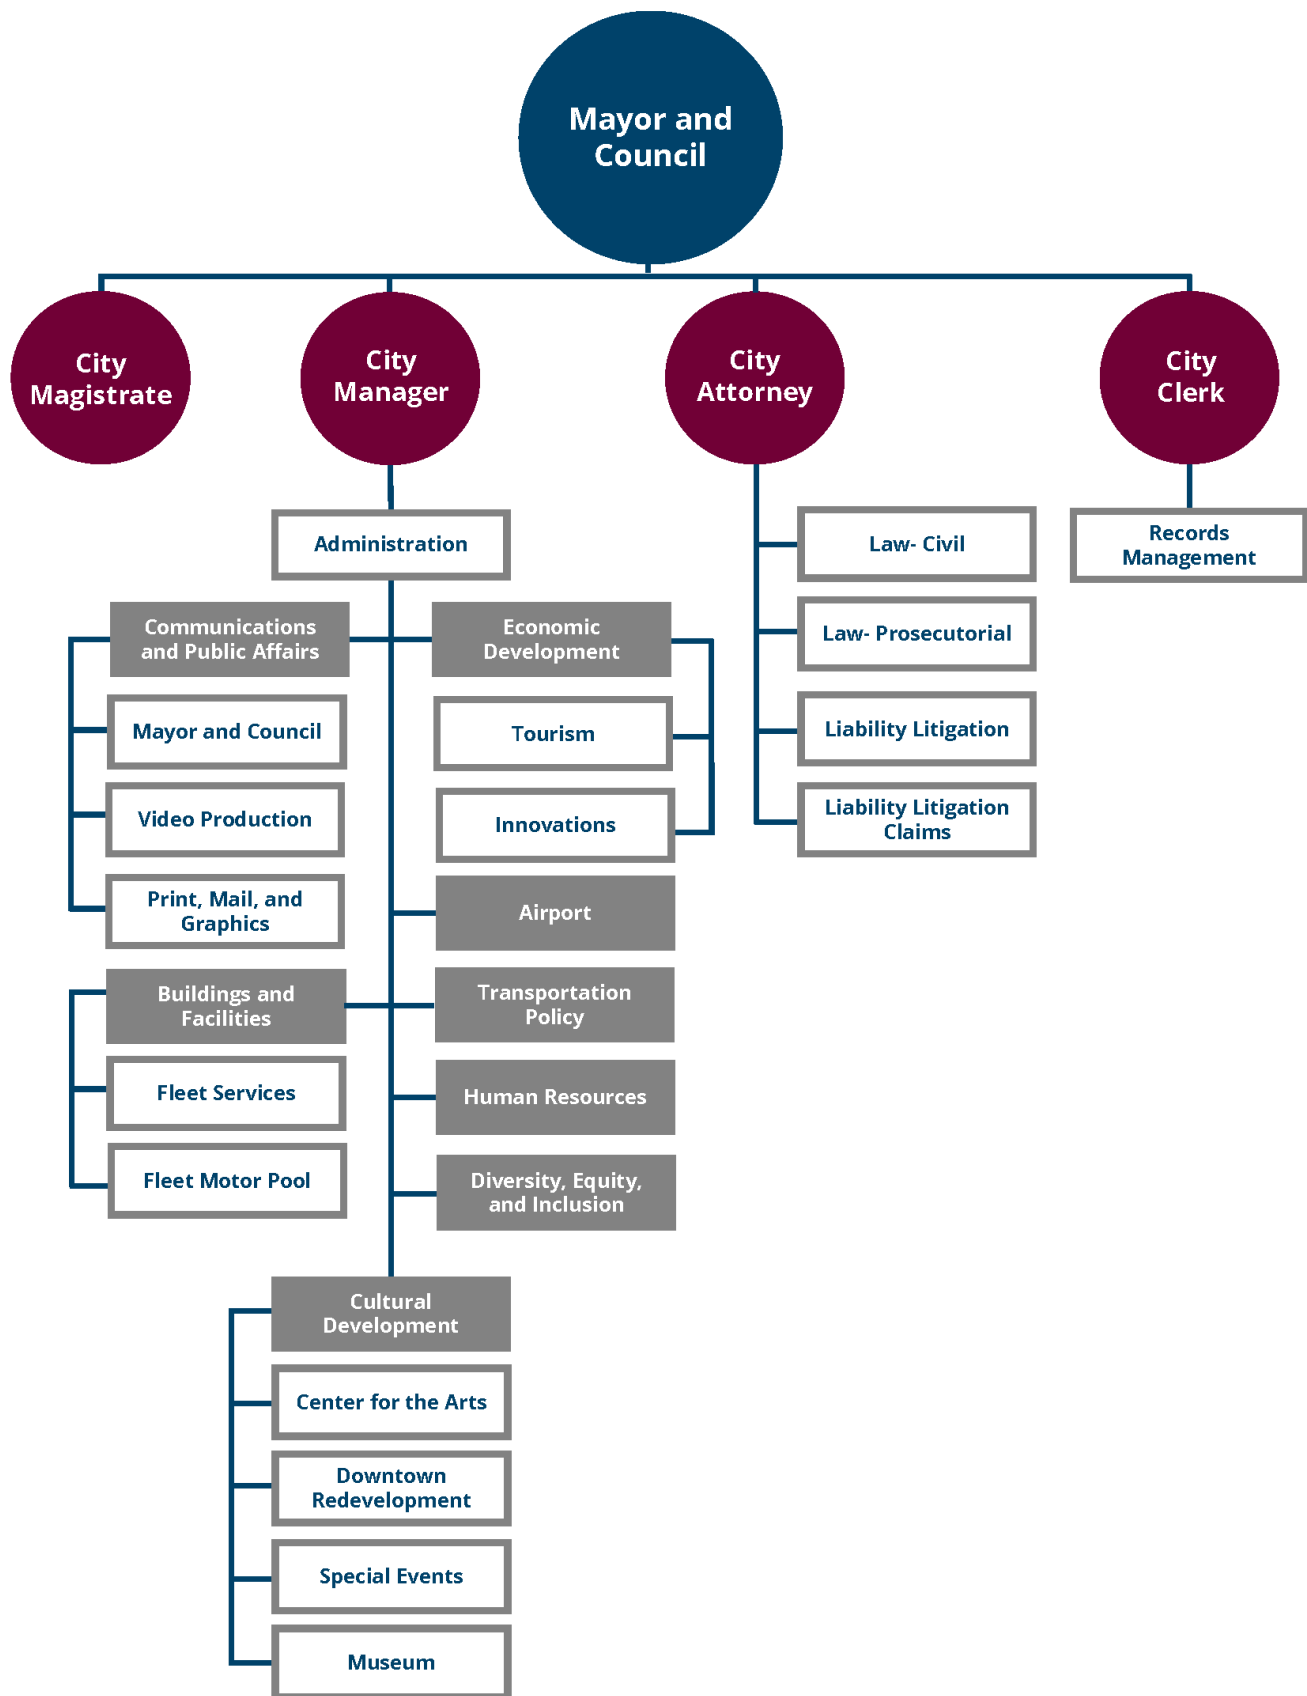 Mayor and
Council
City
Magistrate
City
Manager
City
Attorney
City
Clerk
Administration
Communications
and Public Affairs
Mayor and Council
Video Production
Print, Mail, and
Graphics
Buildings and
Facilities
Fleet Services
Fleet Motor Pool
Economic
Development
Tourism
Innovations
Airport
Transportation
Policy
Human Resources
Diversity, Equity,
and Inclusion
Cultural
Development
Center for the Arts
Downtown
Redevelopment
Special Events
Museum
Law- Civil
Law- Prosecutorial
Liability Litigation
Liability Litigation
Claims
Records
Management